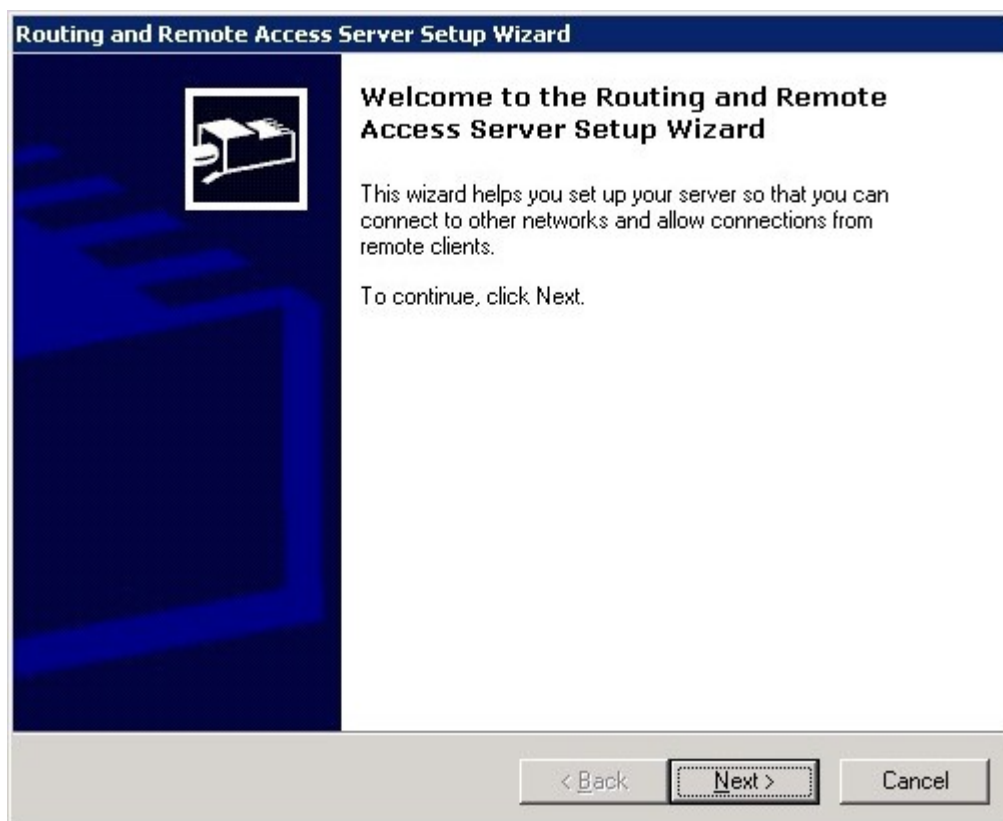 Routing and Remote Access Server Setup Wizard
Welcome to the Routing and Remote
Access Server Setup Wizard
This wizard helps you set up your server so that you can
connect to other networks and allow connections from
remote clients.
To continue, click Next.
< Back
Next >
Cancel